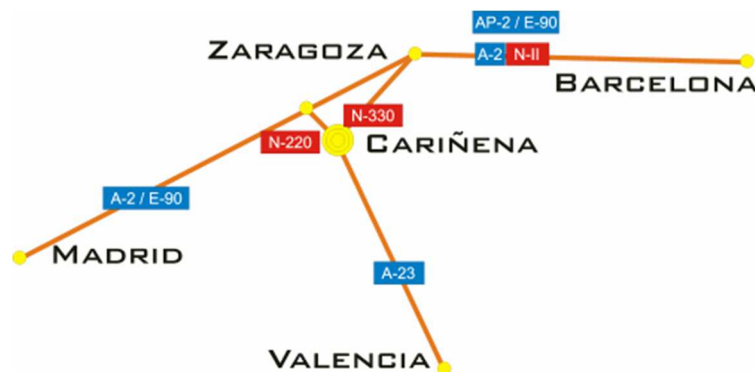 AP-2 / E-90
ZARAGOZA
A-2 N-II
BARCELONA
N-330
N-220
CARIÑENA
A-2 / E-90
MADRID
A-23
VALENCIA